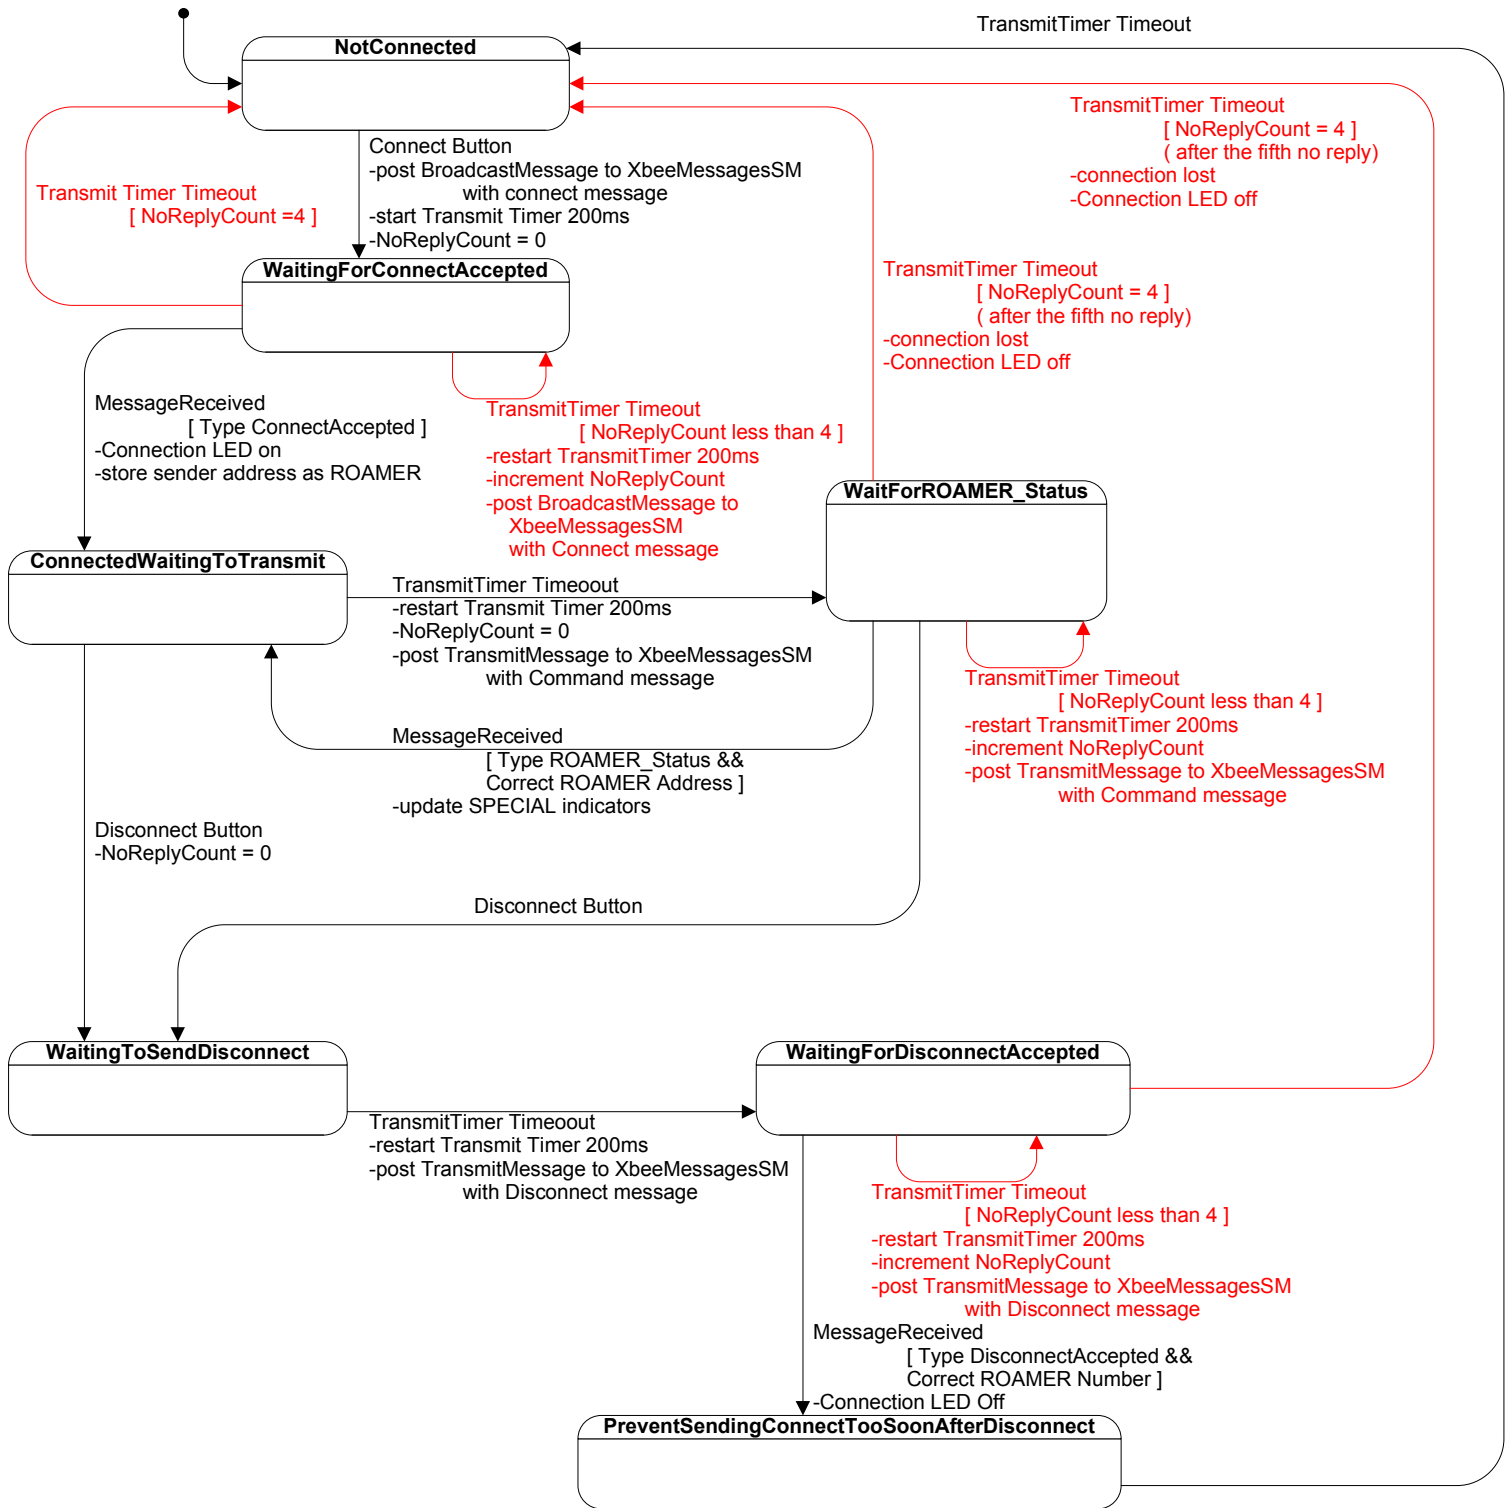 TransmitTimer Timeout
NotConnected
TransmitTimer Timeout
[ NoReplyCount = 4 ]
( after the fifth no reply)
-connection lost
-Connection LED off
Connect Button
-post BroadcastMessage to XbeeMessagesSM
with connect message
-start Transmit Timer 200ms
-NoReplyCount = 0
Transmit Timer Timeout
[ NoReplyCount =4 ]
WaitingForConnectAccepted
TransmitTimer Timeout
[ NoReplyCount = 4 ]
( after the fifth no reply)
-connection lost
-Connection LED off
MessageReceived
[ Type ConnectAccepted ]
-Connection LED on
-store sender address as ROAMER
TransmitTimer Timeout
[ NoReplyCount less than 4 ]
-restart TransmitTimer 200ms
-increment NoReplyCount
-post BroadcastMessage to
XbeeMessagesSM
with Connect message
WaitForROAMER_Status
ConnectedWaitingToTransmit
TransmitTimer Timeoout
-restart Transmit Timer 200ms
-NoReplyCount = 0
-post TransmitMessage to XbeeMessagesSM
with Command message
TransmitTimer Timeout
[ NoReplyCount less than 4 ]
-restart TransmitTimer 200ms
-increment NoReplyCount
-post TransmitMessage to XbeeMessagesSM
with Command message
MessageReceived
[ Type ROAMER_Status &&
Correct ROAMER Address ]
-update SPECIAL indicators
Disconnect Button
-NoReplyCount = 0
Disconnect Button
WaitingToSendDisconnect
WaitingForDisconnectAccepted
TransmitTimer Timeoout
-restart Transmit Timer 200ms
-post TransmitMessage to XbeeMessagesSM
with Disconnect message
TransmitTimer Timeout
[ NoReplyCount less than 4 ]
-restart TransmitTimer 200ms
-increment NoReplyCount
-post TransmitMessage to XbeeMessagesSM
with Disconnect message
MessageReceived
[ Type DisconnectAccepted &&
Correct ROAMER Number ]
-Connection LED Off
PreventSendingConnectTooSoonAfterDisconnect